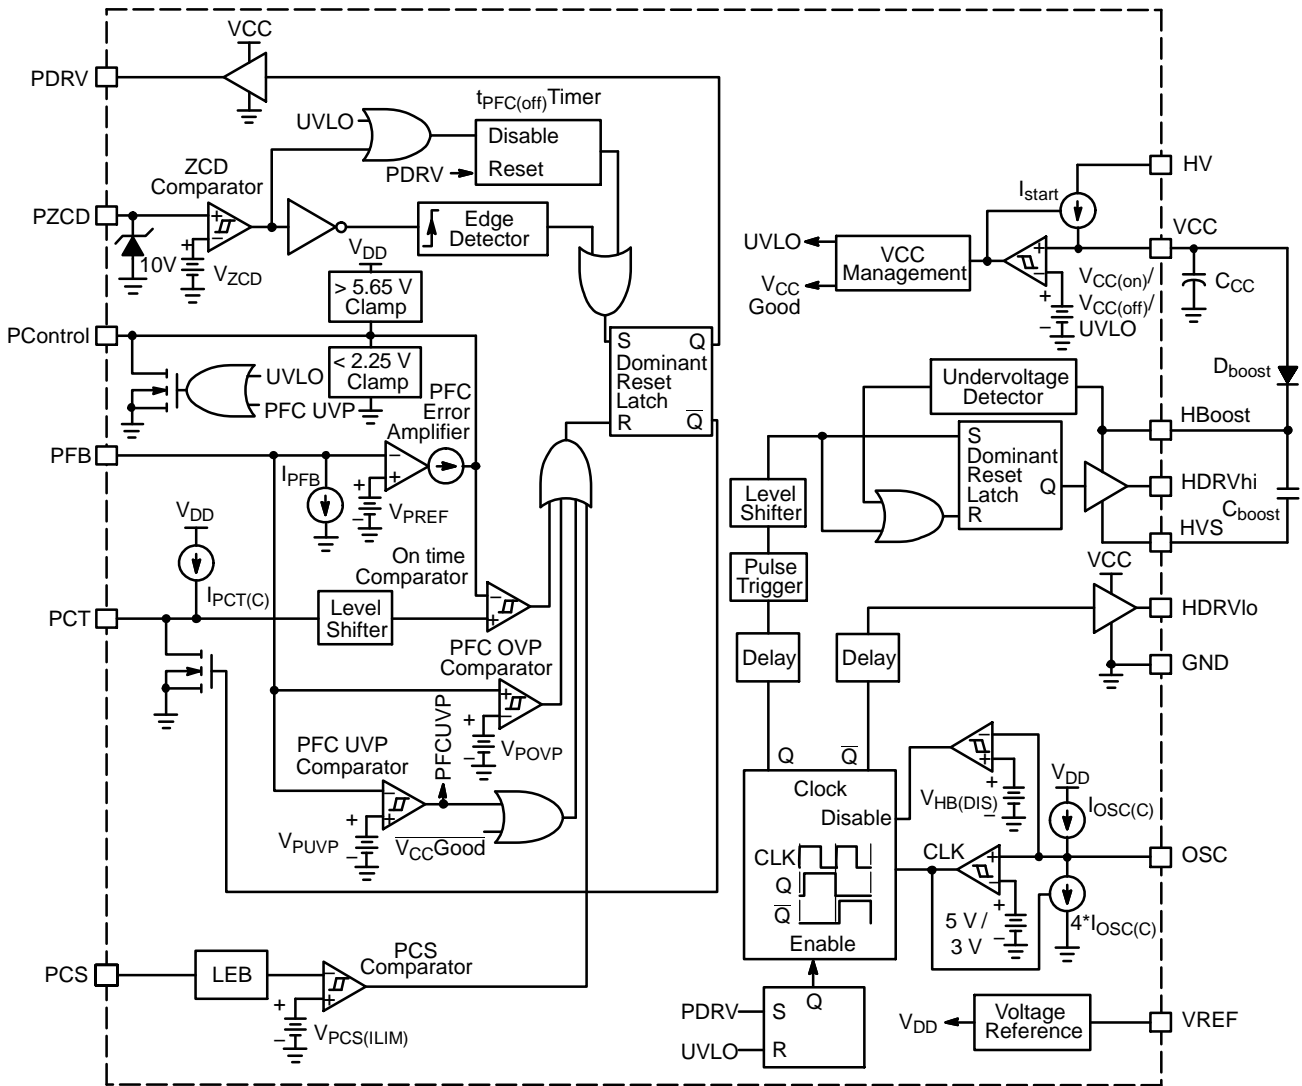 VCC
PDRV
tPFC(off) Timer
UVLO
Disable
Reset
PDRV
ZCD
Comparator
PZCD
+
−
10V
VZCD
Edge
Detector
VDD
> 5.65 V
Clamp
PControl
< 2.25 V
Clamp
UVLO
PFC UVP
PFC
Error
Amplifier
S
Q
Dominant
Reset
Latch
Q
R
PFB
IPFB
−
+
+
−
VPREF
VDD
IPCT(C)
On time
Comparator
PCT
Level
Shifter
−
+
PFC OVP
Comparator
+
−
+
−
VPOVP
PFC UVP
Comparator
PFCUVP
−
+
+
−
VPUVP
VCCGood
PCS
LEB
PCS
Comparator
−
+
+
−
VPCS(ILIM)
HV
Istart
VCC
UVLO
VCC
Management
VCC
Good
+
−
+
−
VCC(on)/
VCC(off)/
UVLO
CCC
Dboost
Undervoltage
Detector
HBoost
S
Dominant
Reset
Latch
Q
R
HDRVhi
Cboost
HVS
Level
Shifter
Pulse
Trigger
VCC
HDRVlo
Delay
Delay
GND
Q
Q
Clock
Disable
−
+
+
−
VHB(DIS)
VDD
IOSC(C)
CLK
Q
Q
Enable
CLK
+
−
+
−
5 V /
3 V
OSC
4*IOSC(C)
Q
PDRV
S
UVLO
R
VDD
Voltage
Reference
VREF